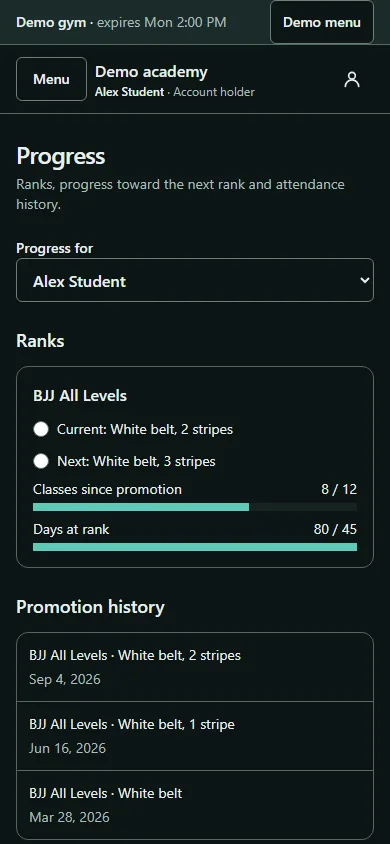 Demo gym · expires Mon 2:00 PM
Demo menu
Menu
Demo academy
Alex Student · Account holder
Progress
Ranks, progress toward the next rank and attendance
history.
Progress for
Alex Student
Ranks
BJJ All Levels
Current: White belt, 2 stripes
Next: White belt, 3 stripes
Classes since promotion 8 / 12
Days at rank 80 / 45
Promotion history
BJJ All Levels · White belt, 2 stripes
Sep 4, 2026
BJJ All Levels · White belt, 1 stripe
Jun 16, 2026
BJJ All Levels · White belt
Mar 28, 2026